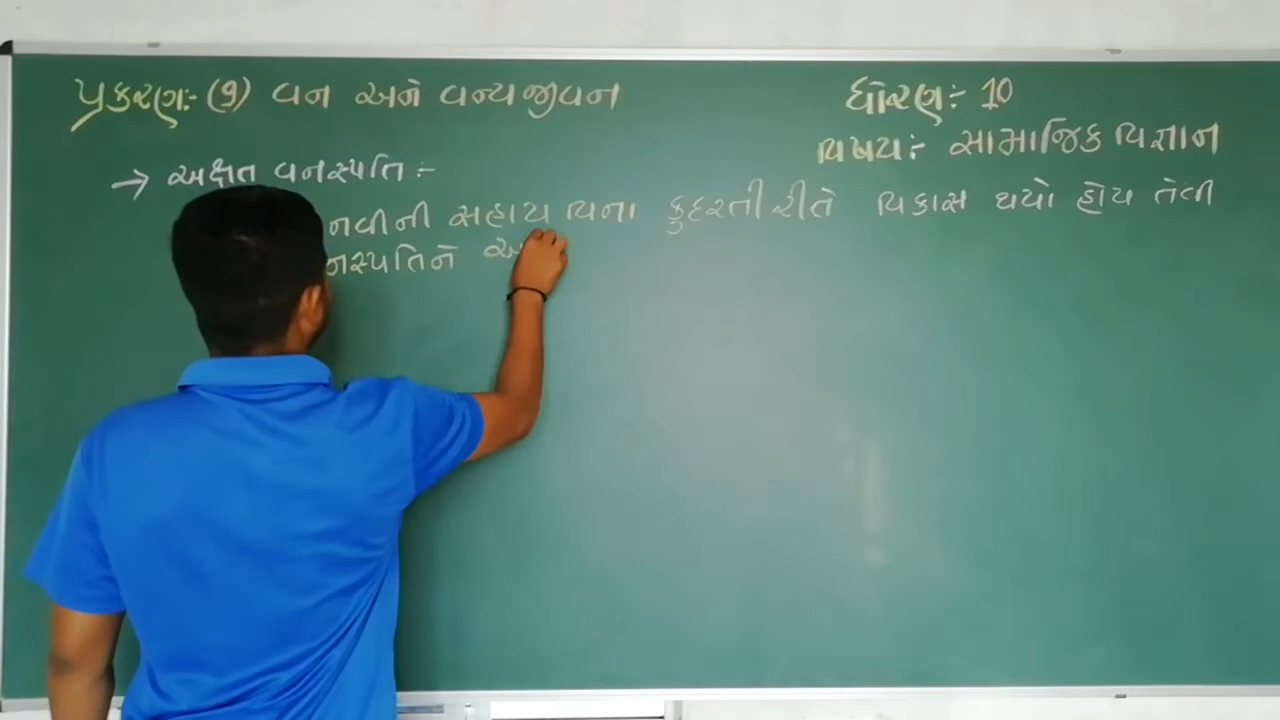 પ્રકરણઃ- (9) વન અને વન્યજીવન
ધોરણઃ- 10
વિષયઃ- સામાજિક વિજ્ઞાન
→ અક્ષત વનસ્પતિઃ-
નવીની સહાય વિના કુદરતી રીતે વિકાસ થયો હોય તેવી
નસ્પતિને અ